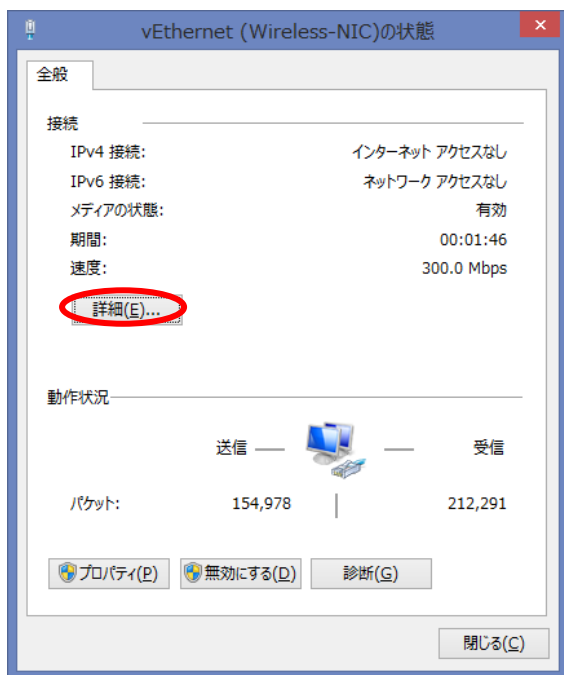 vEthernet (Wireless-NIC)の状態
全般
接続
IPv4 接続: インターネット アクセスなし
IPv6 接続: ネットワーク アクセスなし
メディアの状態: 有効
期間: 00:01:46
速度: 300.0 Mbps
詳細(E)...
動作状況
送信 受信
パケット: 154,978 212,291
プロパティ(P) 無効にする(D) 診断(G)
閉じる(C)